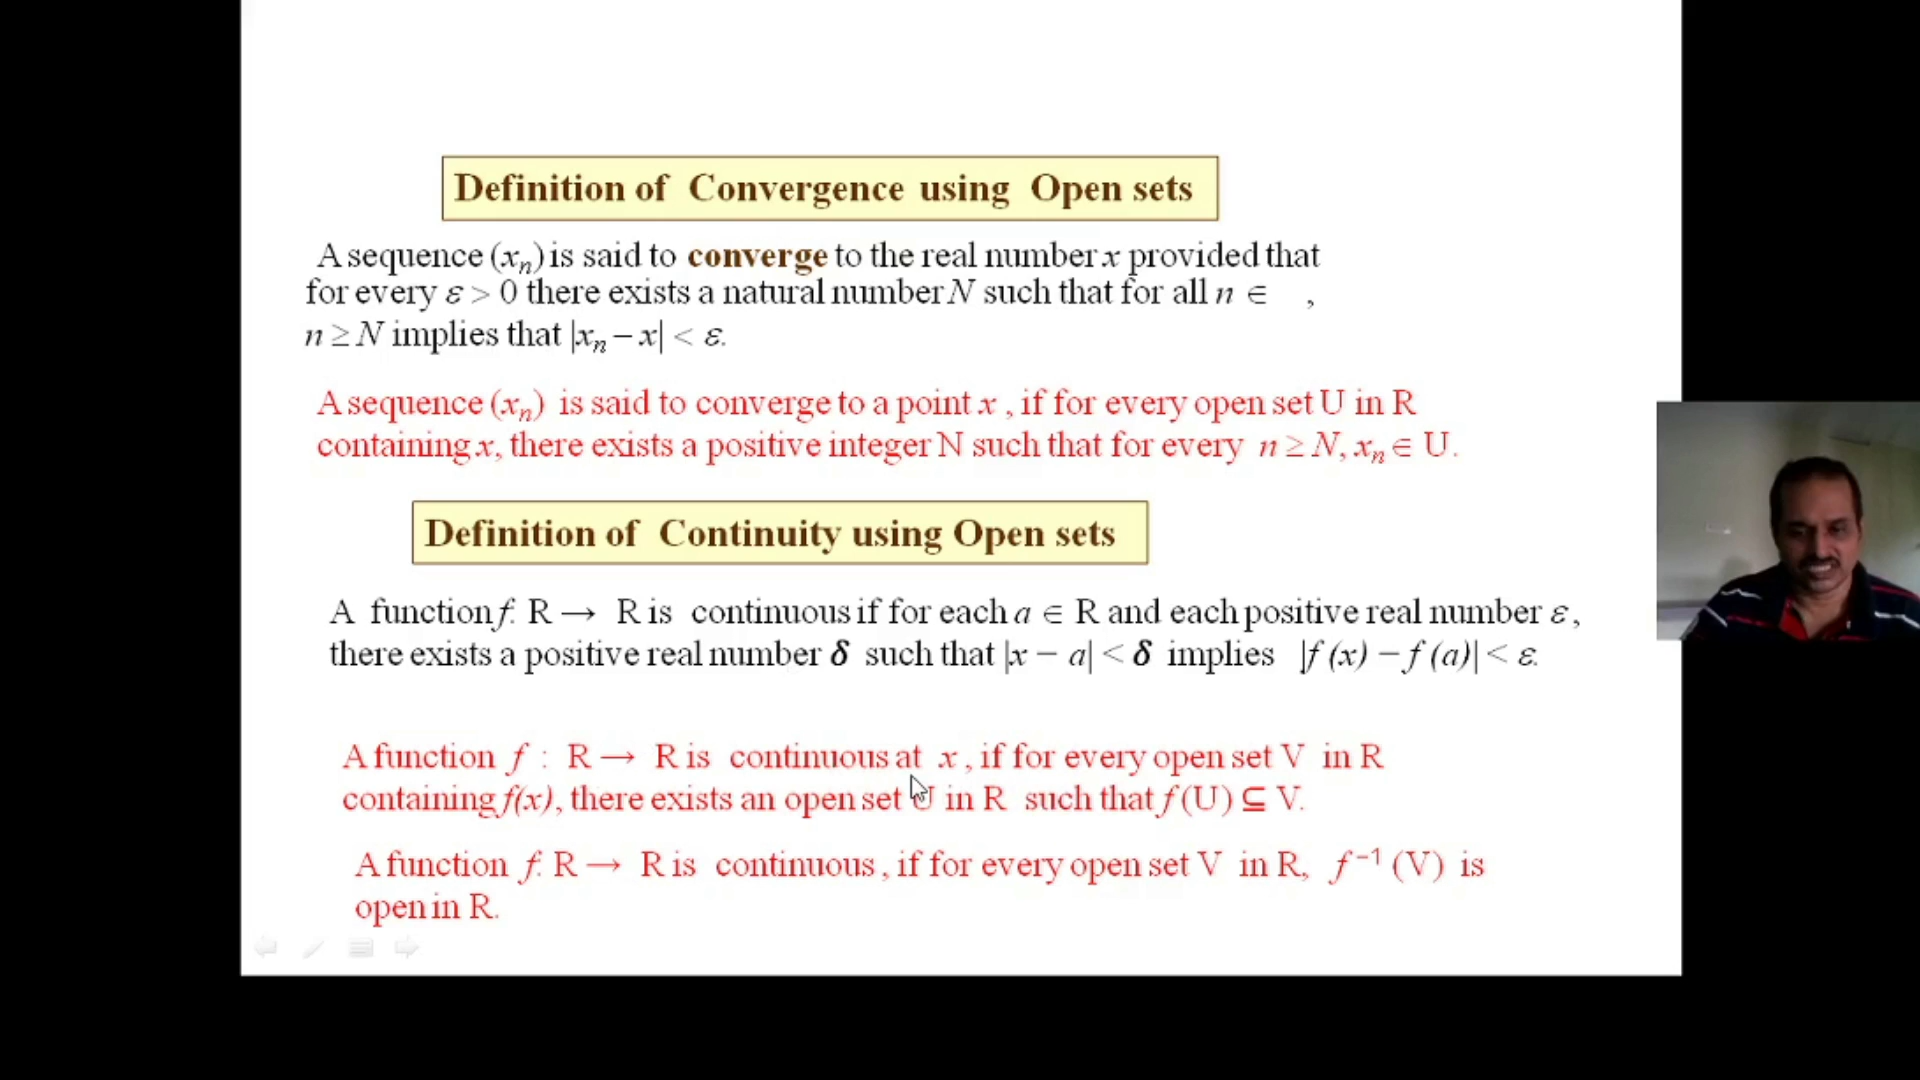 Definition of Convergence using Open sets
A sequence (xₙ) is said to converge to the real number x provided that
for every ε > 0 there exists a natural number N such that for all n ∈ ,
n ≥ N implies that |xₙ − x| < ε.
A sequence (xₙ) is said to converge to a point x , if for every open set U in R
containing x, there exists a positive integer N such that for every n ≥ N, xₙ ∈ U.
Definition of Continuity using Open sets
A function f: R → R is continuous if for each a ∈ R and each positive real number ε ,
there exists a positive real number δ such that |x − a| < δ implies |f (x) − f (a)| < ε.
A function f : R → R is continuous at x , if for every open set V in R
containing f(x), there exists an open set U in R such that f (U) ⊆ V.
A function f: R → R is continuous , if for every open set V in R, f⁻¹ (V) is
open in R.